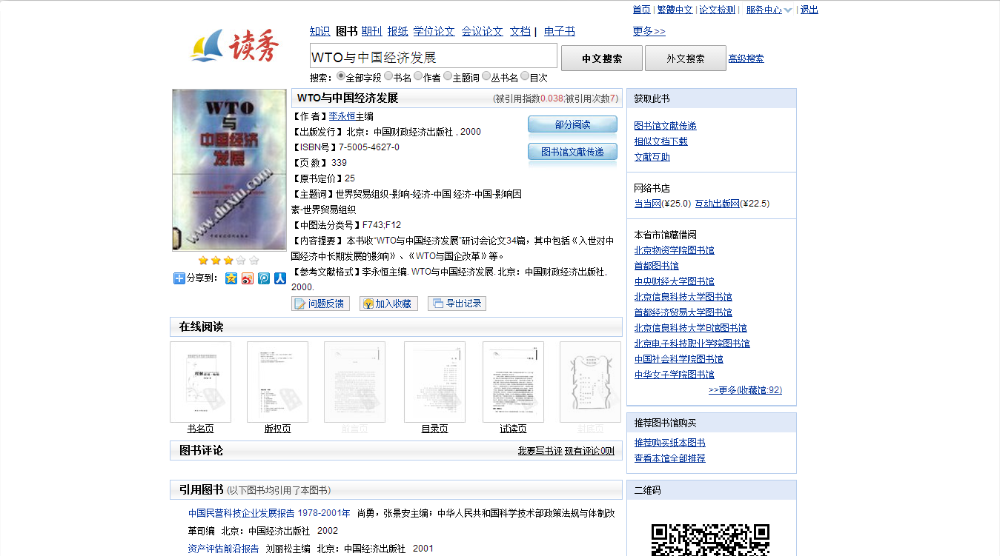 首页 | 繁體中文 | 论文检测 | 服务中心 | 退出
读秀
知识 图书 期刊 报纸 学位论文 会议论文 文档 | 电子书 更多>>
WTO与中国经济发展 中文搜索 外文搜索 高级搜索
搜索： 全部字段 书名 作者 主题词 丛书名 目次
WTO
与
中国经济
发展
www.duxiu.com
分享到：
WTO与中国经济发展 (被引用指数0.038;被引用次数7)
【作 者】李永恒主编
【出版发行】 北京：中国财政经济出版社 , 2000
【ISBN号】7-5005-4627-0
【页 数】 339
【原书定价】25
【主题词】世界贸易组织-影响-经济-中国 经济-中国-影响因
素-世界贸易组织
【中图法分类号】F743;F12
【内容提要】 本书收“WTO与中国经济发展”研讨会论文34篇，其中包括《入世对中
国经济中长期发展的影响》、《WTO与国企改革》等。
【参考文献格式】李永恒主编. WTO与中国经济发展. 北京：中国财政经济出版社,
2000.
部分阅读
图书馆文献传递
问题反馈 加入收藏 导出记录
在线阅读
书名页 版权页 前言页 目录页 试读页 封底页
图书评论 我要写书评 现有评论0则
引用图书 (以下图书均引用了本图书)
中国民营科技企业发展报告 1978-2001年 尚勇，张景安主编；中华人民共和国科学技术部政策法规与体制改
革司编 北京：中国经济出版社 2002
资产评估前沿报告 刘丽松主编 北京：中国经济出版社 2001
获取此书
图书馆文献传递
相似文档下载
文献互助
网络书店
当当网(¥25.0) 互动出版网(¥22.5)
本省市馆藏借阅
北京物资学院图书馆
首都图书馆
中央财经大学图书馆
北京信息科技大学图书馆
首都经济贸易大学图书馆
北京信息科技大学B馆图书馆
北京电子科技职业学院图书馆
中国社会科学院图书馆
中华女子学院图书馆
>>更多(收藏馆:92)
推荐图书馆购买
推荐购买纸本图书
查看本馆全部推荐
二维码